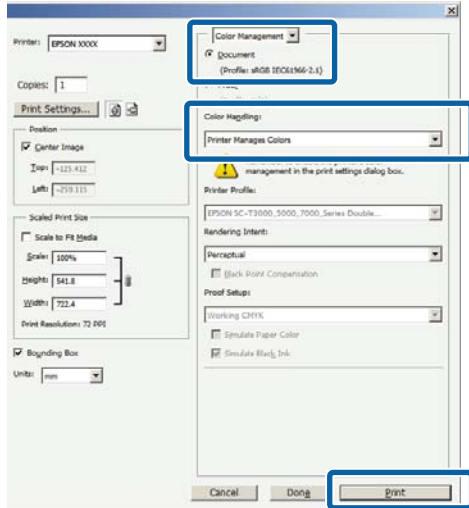 Printer: EPSON XXXX
Copies: 1
Print Settings...
Position
Center Image
Top: -125.412
Left: -259.115
Scaled Print Size
Scale to Fit Media
Scale: 100%
Height: 541.8
Width: 722.4
Print Resolution: 72 PPI
Bounding Box
Units: mm
Color Management
Document
(Profile: sRGB IEC61966-2.1)
Color Handling:
Printer Manages Colors
management in the print settings dialog box.
Printer Profile:
EPSON SC-T3000_5000_7000_Series Double...
Rendering Intent:
Perceptual
Black Point Compensation
Proof Setup:
Working CMYK
Simulate Paper Color
Simulate Black Ink
Cancel
Done
Print